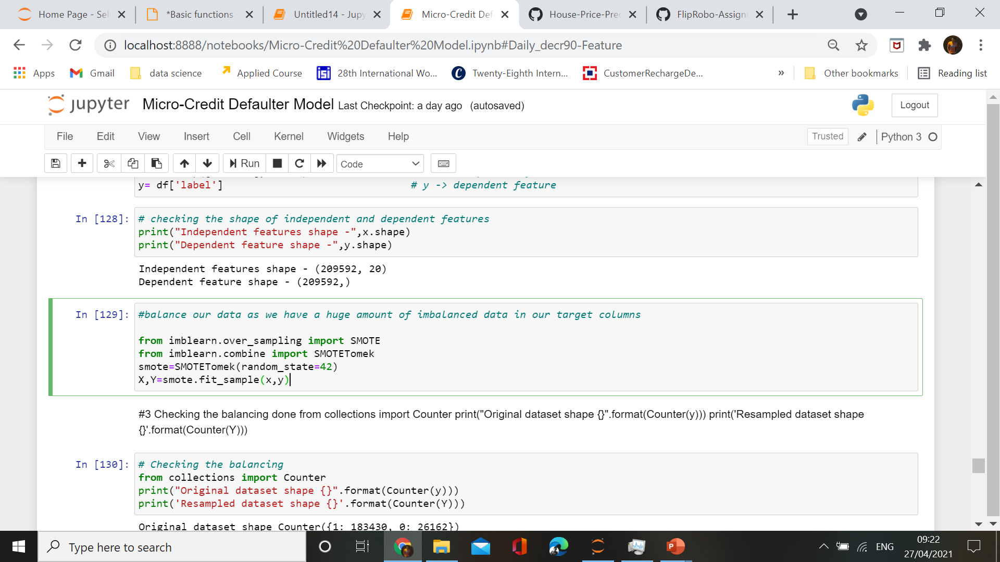 Home Page - Sel
*Basic functions -
Untitled14 - Jupy
Micro-Credit Def
House-Price-Pred
FlipRobo-Assignm
localhost:8888/notebooks/Micro-Credit%20Defaulter%20Model.ipynb#Daily_decr90-Feature
Apps
Gmail
data science
Applied Course
28th International Wo...
Twenty-Eighth Intern...
CustomerRechargeDe...
»
Other bookmarks
Reading list
jupyter
Micro-Credit Defaulter Model Last Checkpoint: a day ago (autosaved)
Logout
File Edit View Insert Cell Kernel Widgets Help
Trusted
Python 3
Run
Code
y= df['label'] # y -> dependent feature
In [128]: # checking the shape of independent and dependent features
print("Independent features shape -",x.shape)
print("Dependent feature shape -",y.shape)
Independent features shape - (209592, 20)
Dependent feature shape - (209592,)
In [129]: #balance our data as we have a huge amount of imbalanced data in our target columns
from imblearn.over_sampling import SMOTE
from imblearn.combine import SMOTETomek
smote=SMOTETomek(random_state=42)
X,Y=smote.fit_sample(x,y)
#3 Checking the balancing done from collections import Counter print("Original dataset shape {}".format(Counter(y))) print('Resampled dataset shape
{}'.format(Counter(Y)))
In [130]: # Checking the balancing
from collections import Counter
print("Original dataset shape {}".format(Counter(y)))
print('Resampled dataset shape {}'.format(Counter(Y)))
Original dataset shape Counter({1: 183430, 0: 26162})
Type here to search
ENG
09:22
27/04/2021